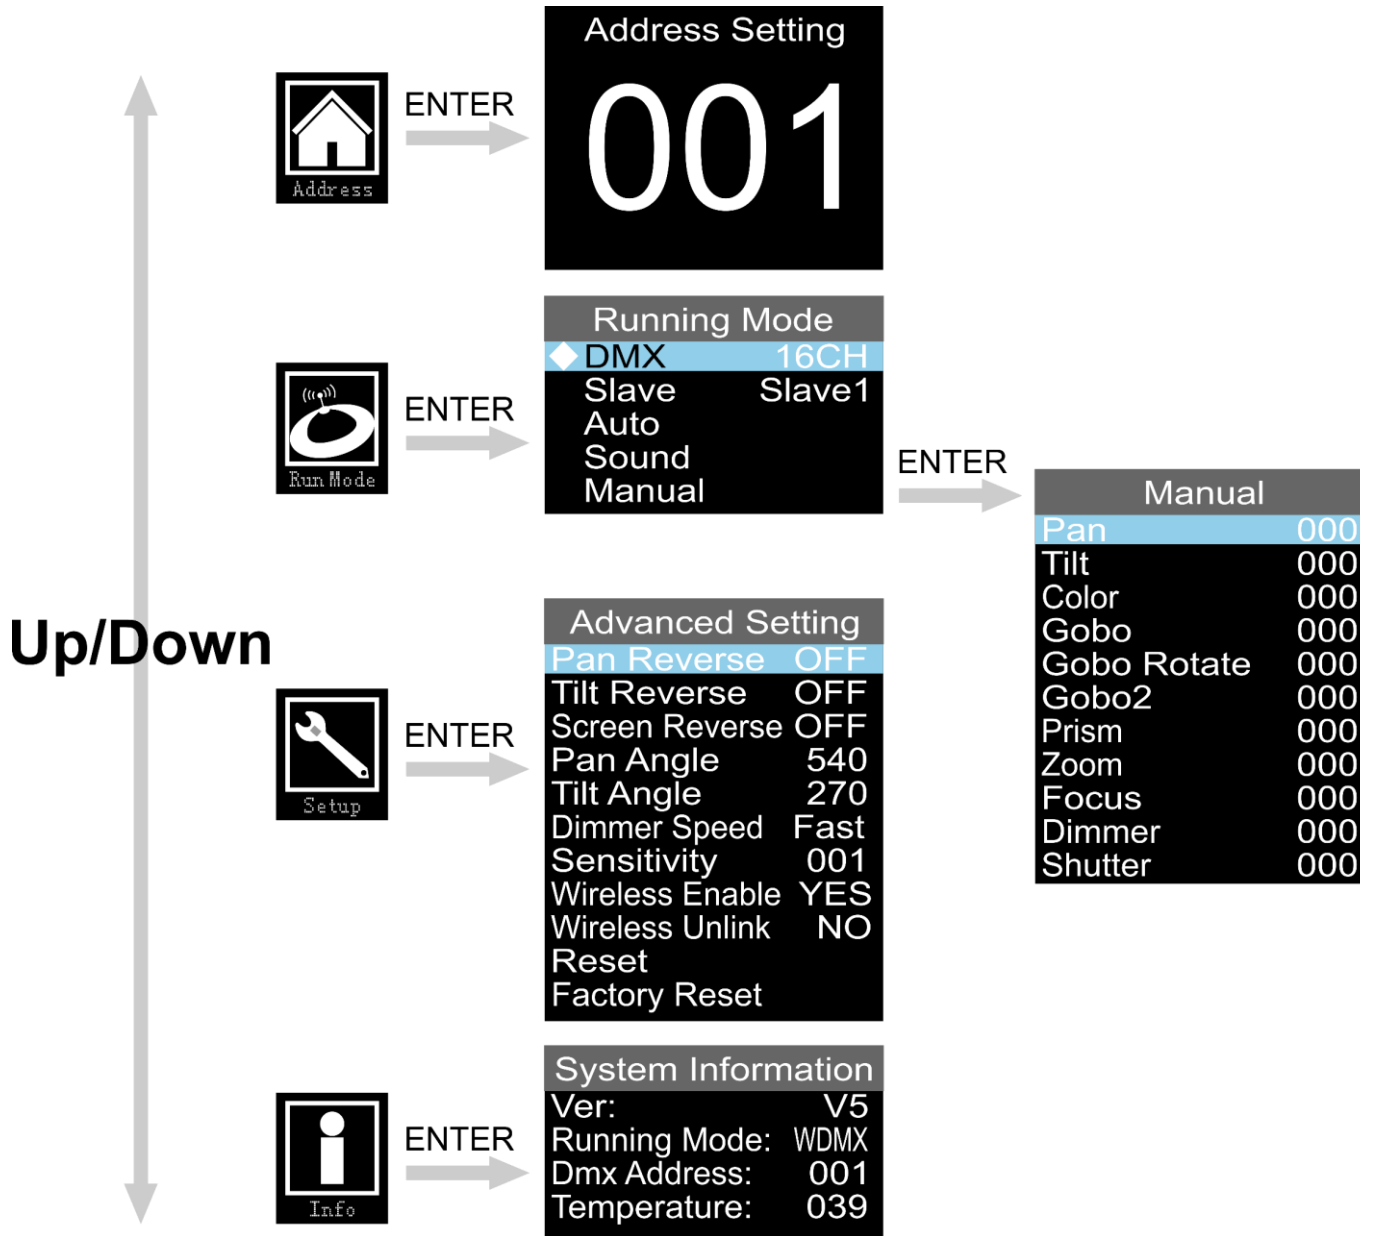 Address Setting
001
ENTER
Address
Running Mode
DMX 16CH
Slave Slave1
Auto
Sound
Manual
ENTER
Run Mode
ENTER
Manual
Pan 000
Tilt 000
Color 000
Gobo 000
Gobo Rotate 000
Gobo2 000
Prism 000
Zoom 000
Focus 000
Dimmer 000
Shutter 000
Up/Down
Advanced Setting
Pan Reverse OFF
Tilt Reverse OFF
Screen Reverse OFF
Pan Angle 540
Tilt Angle 270
Dimmer Speed Fast
Sensitivity 001
Wireless Enable YES
Wireless Unlink NO
Reset
Factory Reset
ENTER
Setup
System Information
Ver: V5
Running Mode: WDMX
Dmx Address: 001
Temperature: 039
ENTER
Info